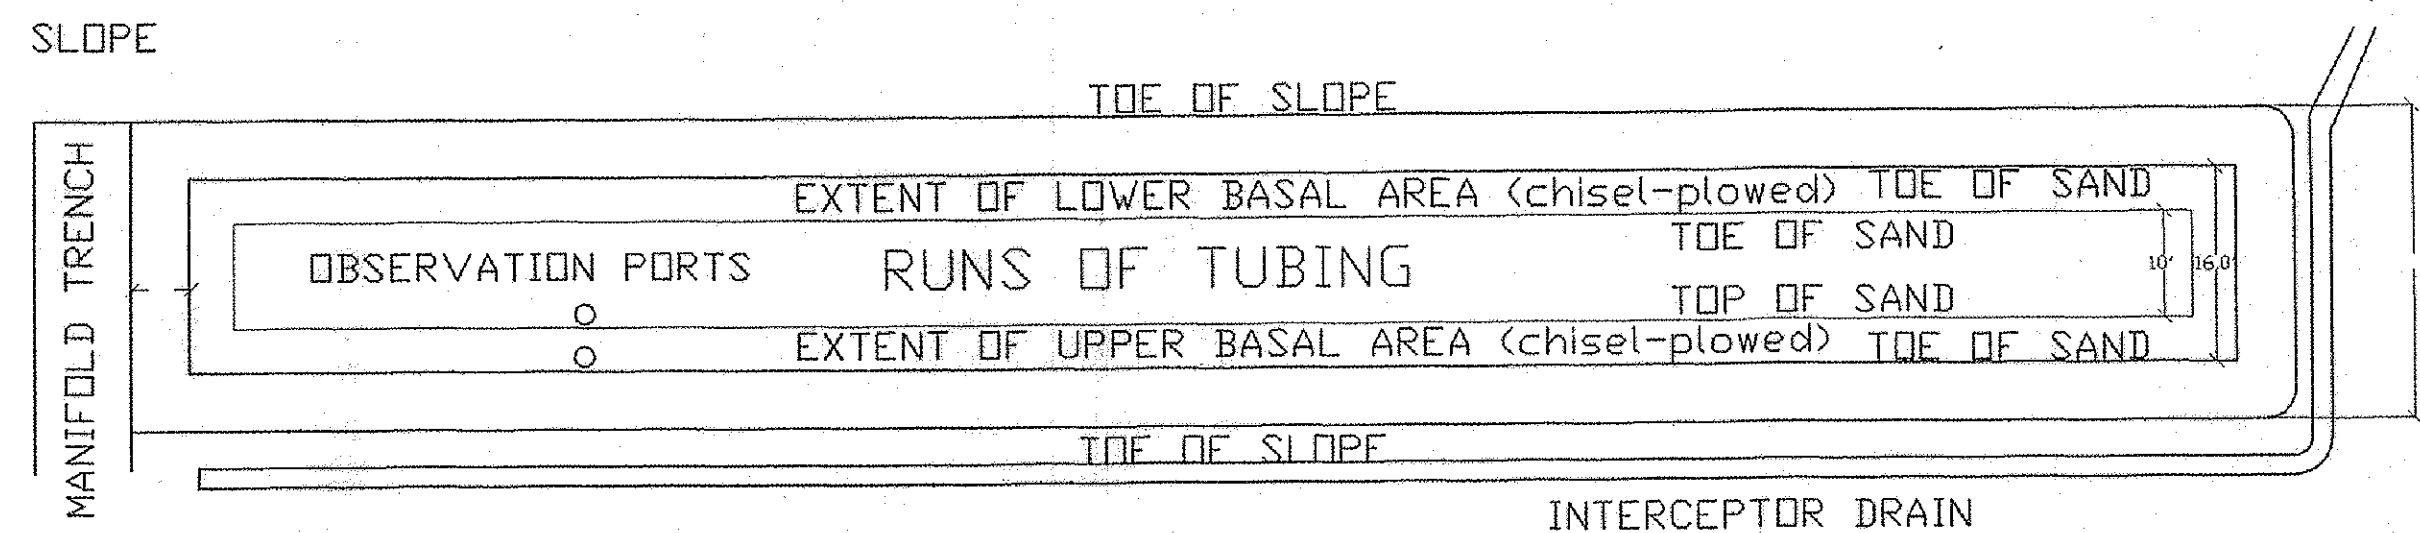 SLOPE
TOE OF SLOPE
MANIFOLD TRENCH
EXTENT OF LOWER BASAL AREA (chisel-plowed) TOE OF SAND
TOE OF SAND
OBSERVATION PORTS RUNS OF TUBING
10' 16.0'
TOP OF SAND
EXTENT OF UPPER BASAL AREA (chisel-plowed) TOE OF SAND
TOE OF SLOPE
INTERCEPTOR DRAIN